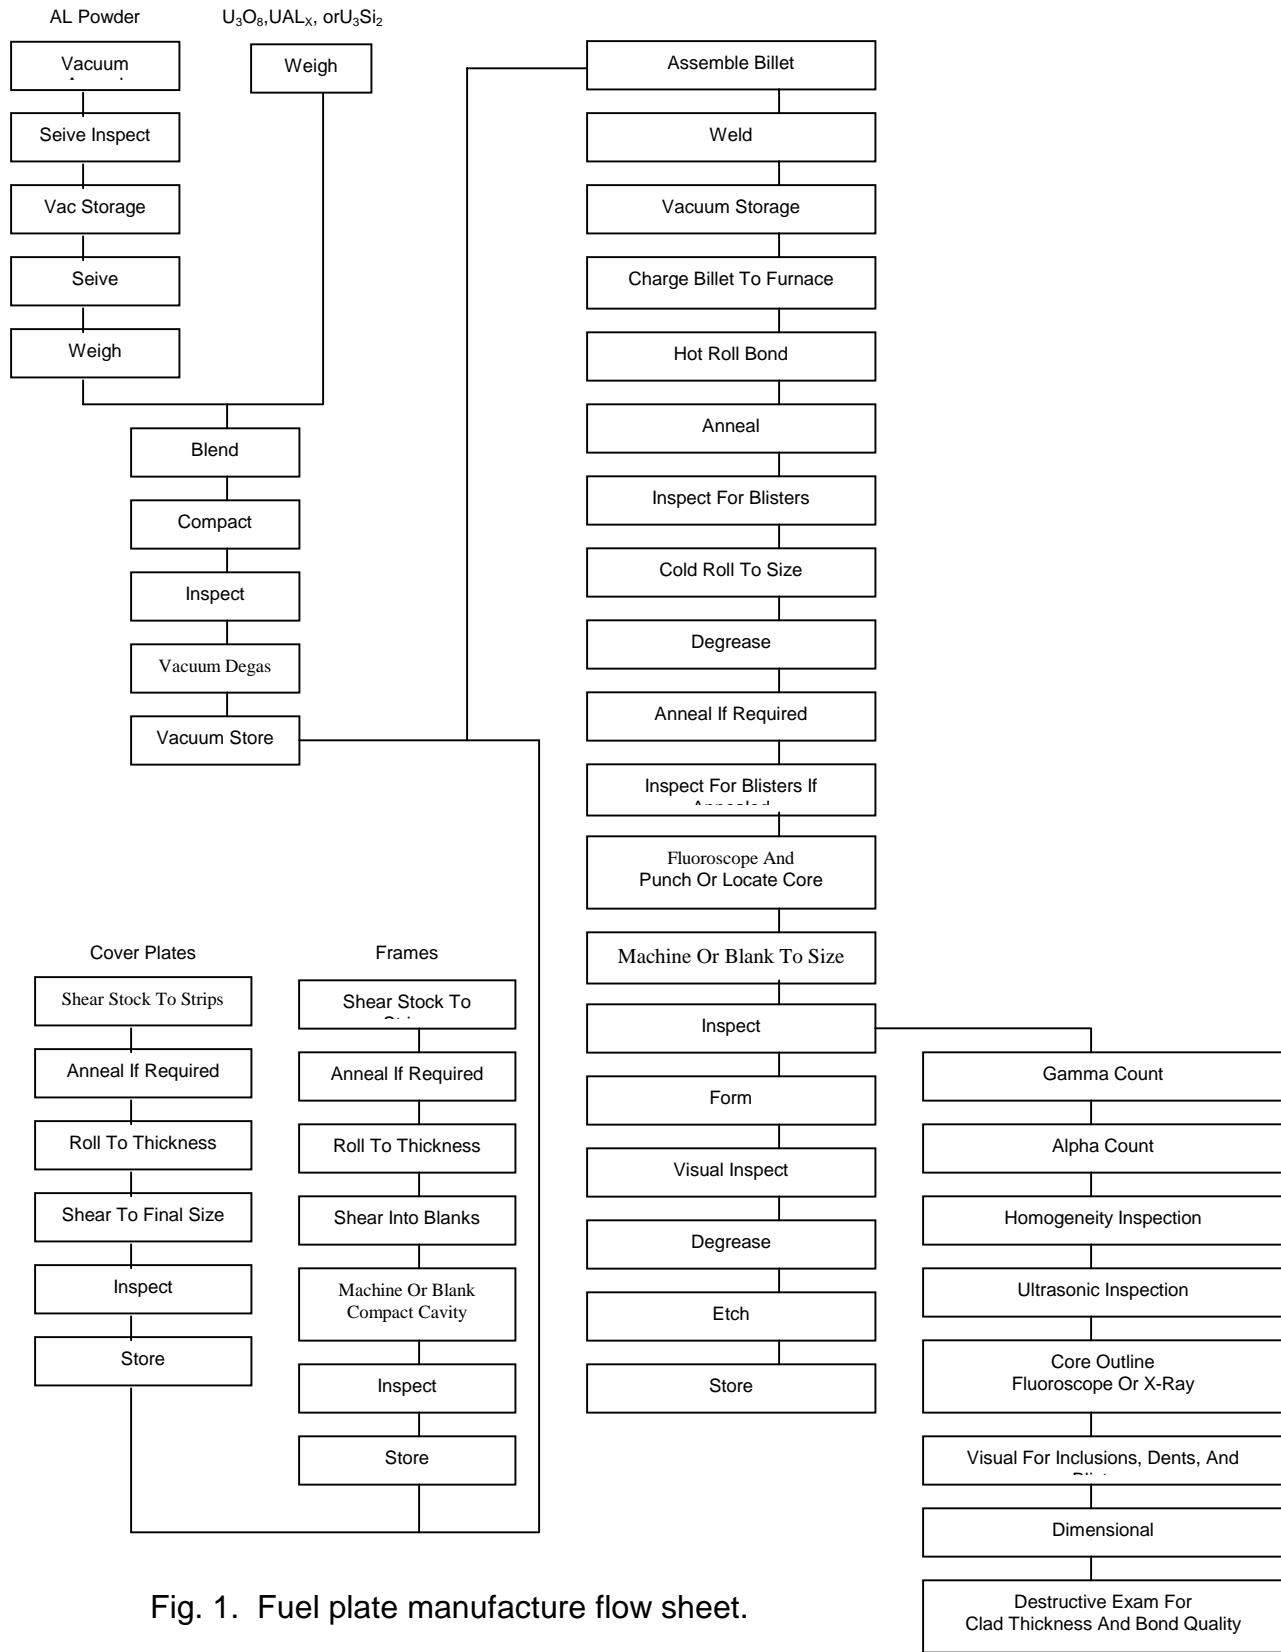 AL Powder
Vacuum
Seive Inspect
Vac Storage
Seive
Weigh
U₃O₈,UALₓ, orU₃Si₂
Weigh
Blend
Compact
Inspect
Vacuum Degas
Vacuum Store
Cover Plates
Shear Stock To Strips
Anneal If Required
Roll To Thickness
Shear To Final Size
Inspect
Store
Frames
Shear Stock To
Anneal If Required
Roll To Thickness
Shear Into Blanks
Machine Or Blank
Compact Cavity
Inspect
Store
Assemble Billet
Weld
Vacuum Storage
Charge Billet To Furnace
Hot Roll Bond
Anneal
Inspect For Blisters
Cold Roll To Size
Degrease
Anneal If Required
Inspect For Blisters If
Annealed
Fluoroscope And
Punch Or Locate Core
Machine Or Blank To Size
Inspect
Form
Visual Inspect
Degrease
Etch
Store
Gamma Count
Alpha Count
Homogeneity Inspection
Ultrasonic Inspection
Core Outline
Fluoroscope Or X-Ray
Visual For Inclusions, Dents, And
Dimensional
Destructive Exam For
Clad Thickness And Bond Quality
Fig. 1. Fuel plate manufacture flow sheet.